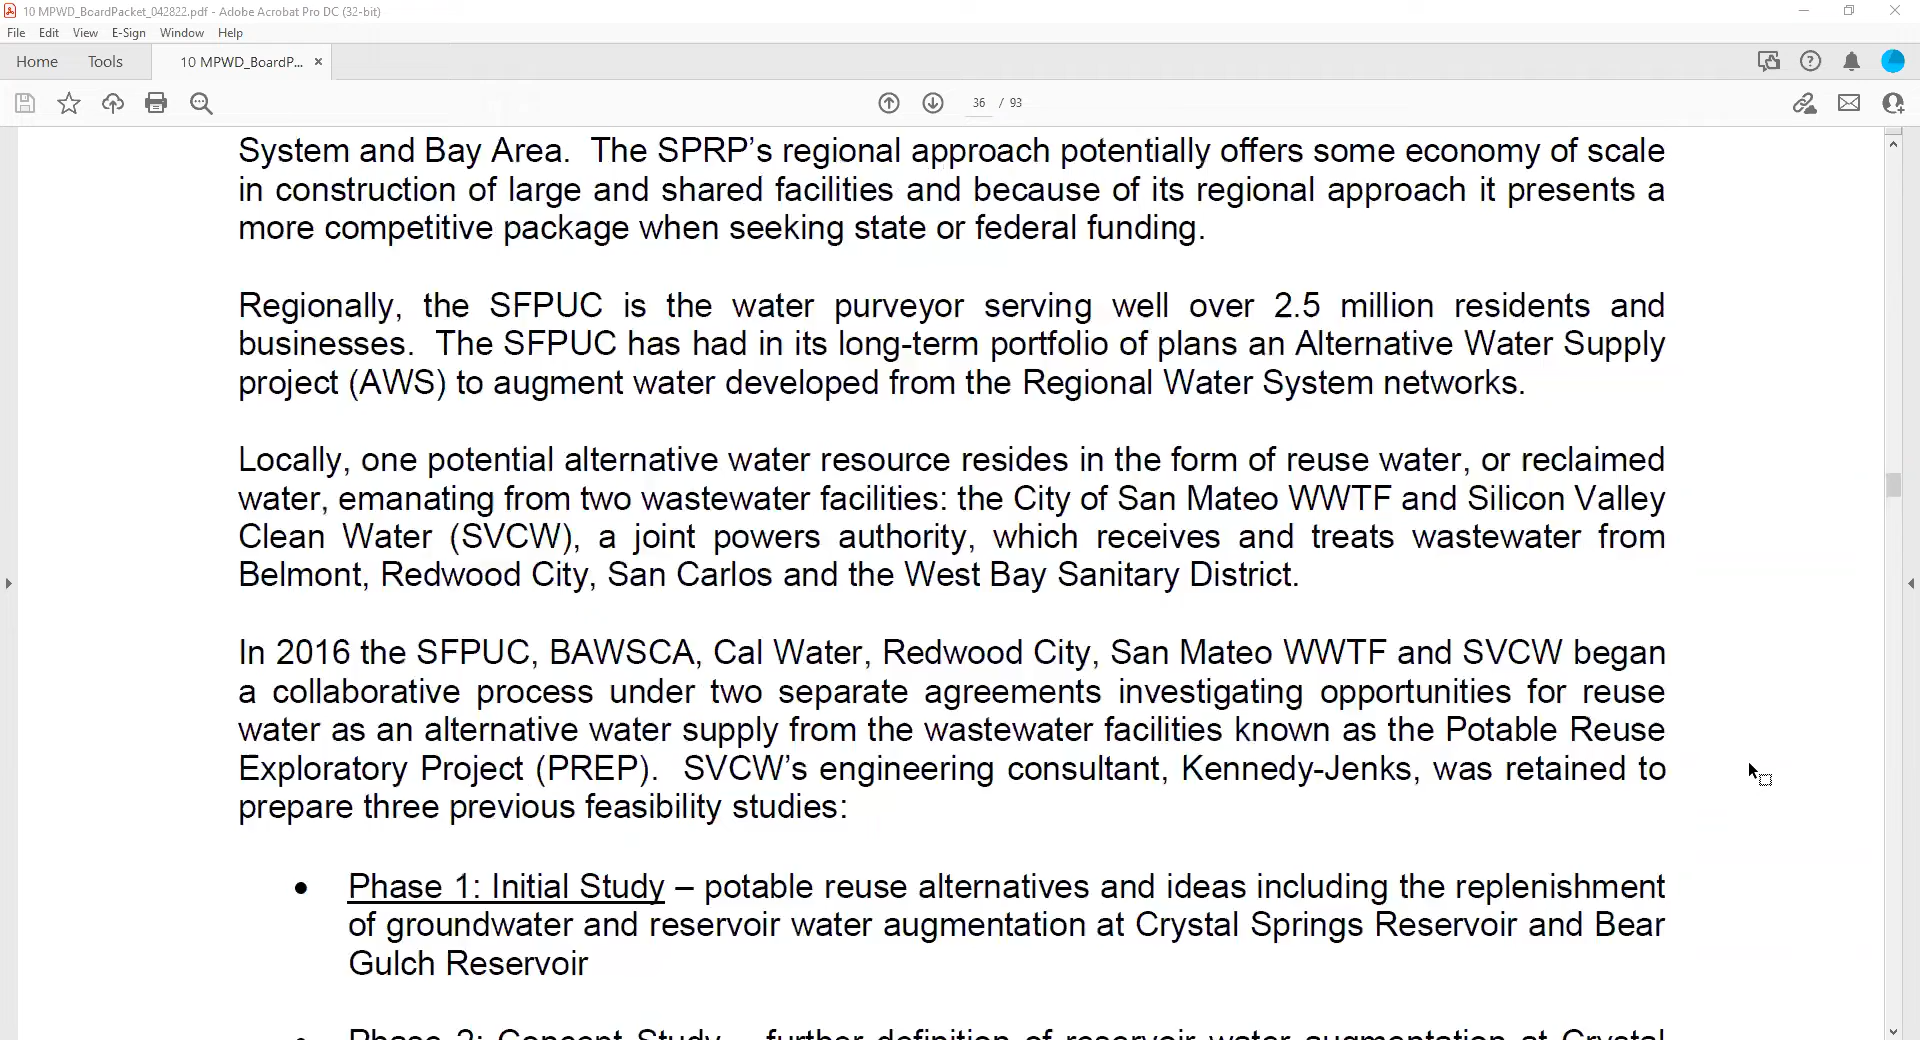 10 MPWD_BoardPacket_042822.pdf - Adobe Acrobat Pro DC (32-bit)
File Edit View E-Sign Window Help
Home Tools 10 MPWD_BoardP... ×
36 / 93
System and Bay Area. The SPRP’s regional approach potentially offers some economy of scale
in construction of large and shared facilities and because of its regional approach it presents a
more competitive package when seeking state or federal funding.
Regionally, the SFPUC is the water purveyor serving well over 2.5 million residents and
businesses. The SFPUC has had in its long-term portfolio of plans an Alternative Water Supply
project (AWS) to augment water developed from the Regional Water System networks.
Locally, one potential alternative water resource resides in the form of reuse water, or reclaimed
water, emanating from two wastewater facilities: the City of San Mateo WWTF and Silicon Valley
Clean Water (SVCW), a joint powers authority, which receives and treats wastewater from
Belmont, Redwood City, San Carlos and the West Bay Sanitary District.
In 2016 the SFPUC, BAWSCA, Cal Water, Redwood City, San Mateo WWTF and SVCW began
a collaborative process under two separate agreements investigating opportunities for reuse
water as an alternative water supply from the wastewater facilities known as the Potable Reuse
Exploratory Project (PREP). SVCW’s engineering consultant, Kennedy-Jenks, was retained to
prepare three previous feasibility studies:
• Phase 1: Initial Study – potable reuse alternatives and ideas including the replenishment
of groundwater and reservoir water augmentation at Crystal Springs Reservoir and Bear
Gulch Reservoir
• Phase 2: Concept Study – further definition of reservoir water augmentation at Crystal